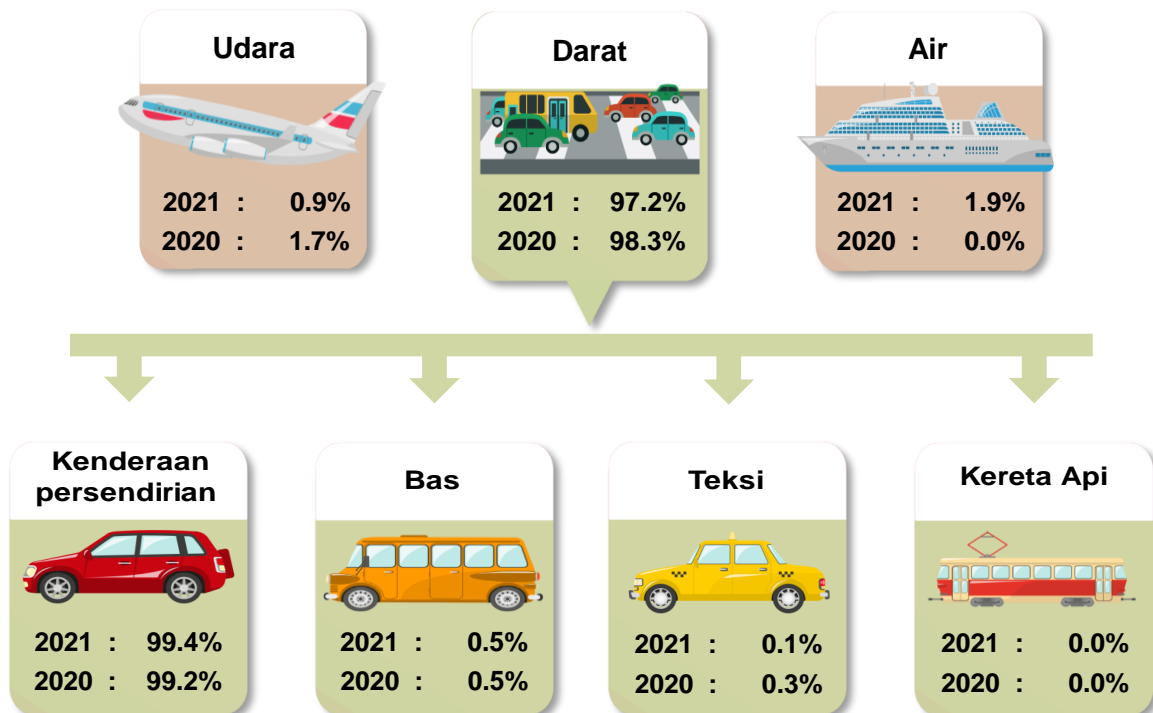 Udara
2021 : 0.9%
2020 : 1.7%
Darat
2021 : 97.2%
2020 : 98.3%
Air
2021 : 1.9%
2020 : 0.0%
Kenderaan
persendirian
2021 : 99.4%
2020 : 99.2%
Bas
2021 : 0.5%
2020 : 0.5%
Teksi
2021 : 0.1%
2020 : 0.3%
Kereta Api
2021 : 0.0%
2020 : 0.0%